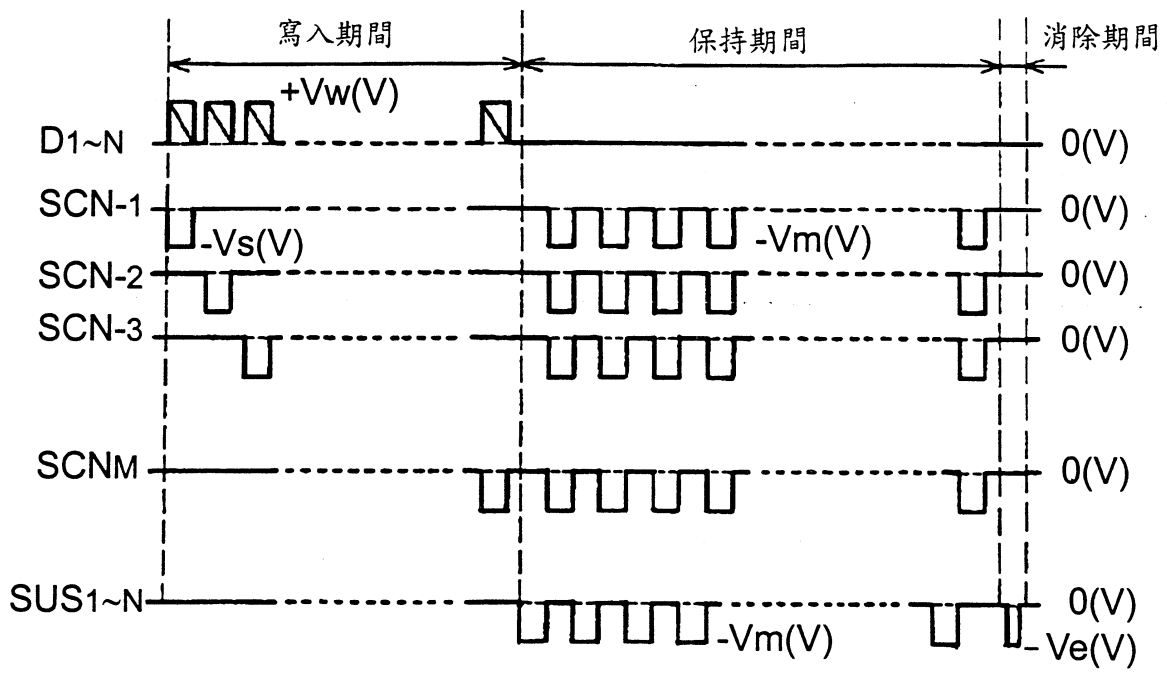 寫入期間 保持期間 消除期間
+Vw(V)
D1~N 0(V)
SCN-1 0(V)
-Vs(V) -Vm(V)
SCN-2 0(V)
SCN-3 0(V)
SCNM 0(V)
SUS1~N 0(V)
-Vm(V) -Ve(V)